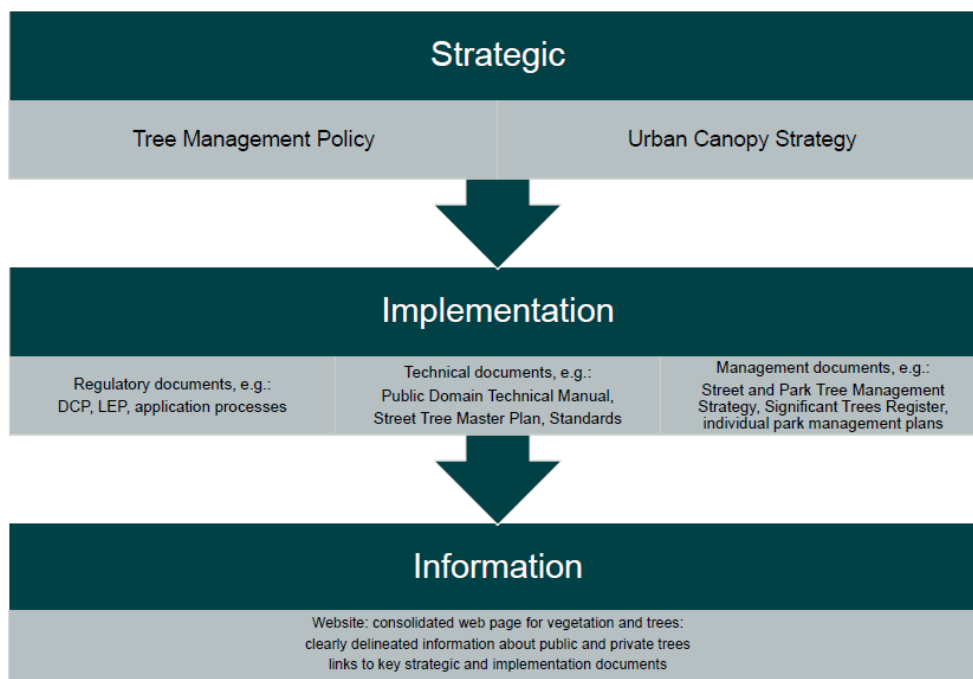 Strategic
Tree Management Policy
Urban Canopy Strategy
Implementation
Regulatory documents, e.g.:
DCP, LEP, application processes
Technical documents, e.g.:
Public Domain Technical Manual,
Street Tree Master Plan, Standards
Management documents, e.g.:
Street and Park Tree Management
Strategy, Significant Trees Register,
individual park management plans
Information
Website: consolidated web page for vegetation and trees:
clearly delineated information about public and private trees
links to key strategic and implementation documents